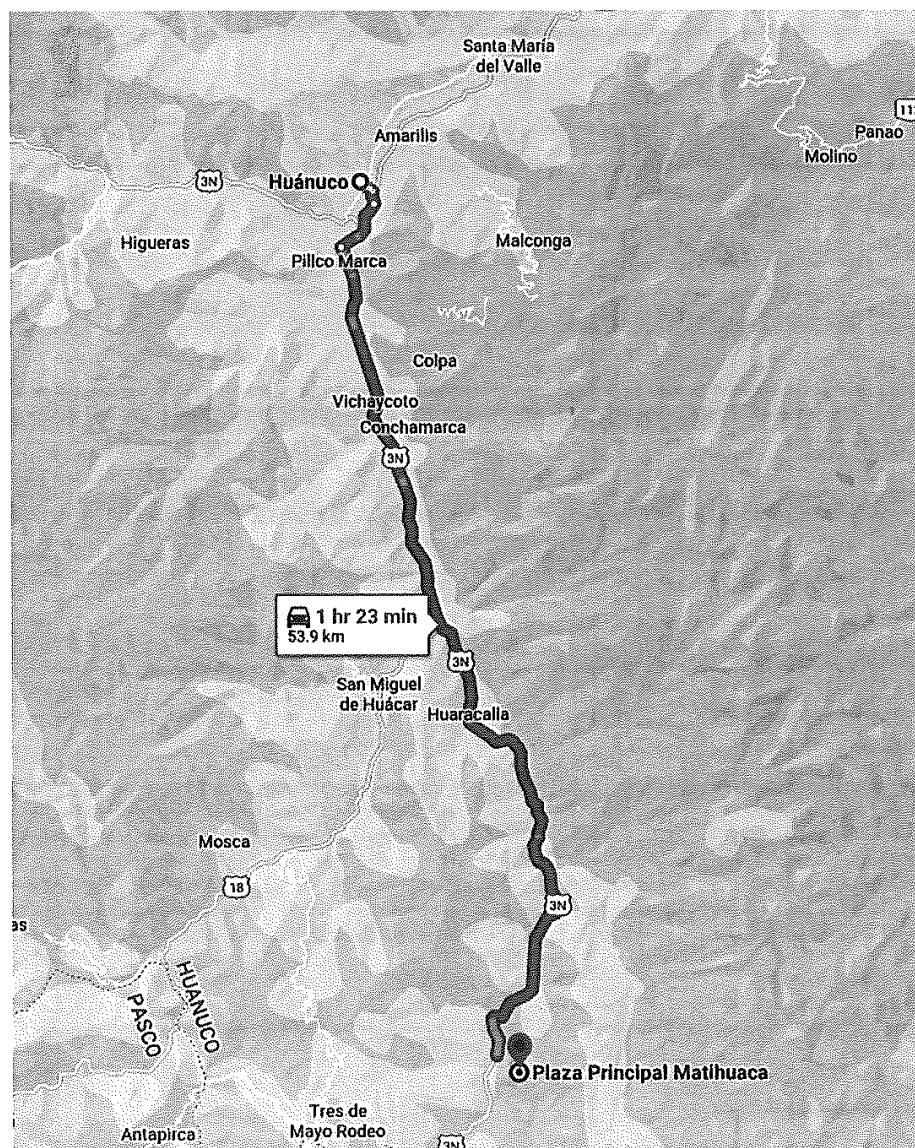 Santa María
del Valle
11
Panao
Amarilis
Molino
3N
Huánuco
Higueras
Malconga
Pillco Marca
Colpa
Vichaycoto
Conchamarca
3N
1 hr 23 min
53.9 km
3N
San Miguel
de Huácar
Huaracalla
Mosca
18
3N
as
HUANUCO
PASCO
Plaza Principal Matihuaca
Tres de
Mayo Rodeo
Antapirca
3N